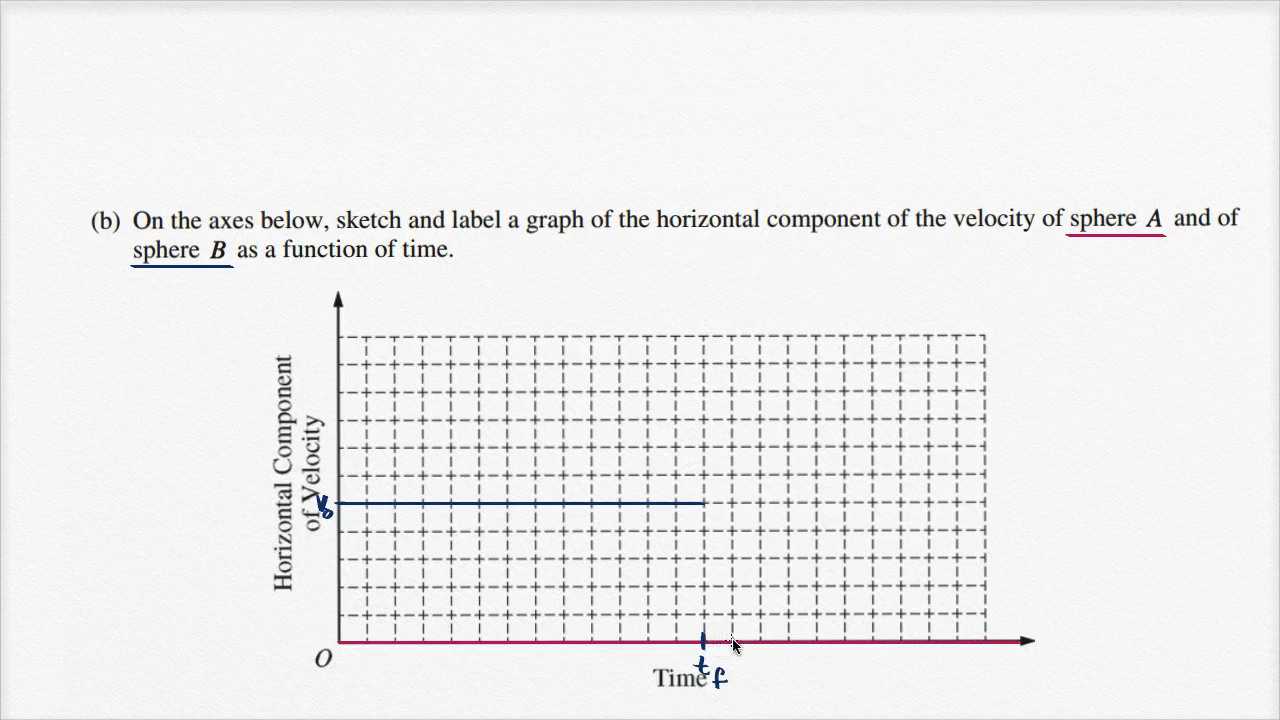 (b) On the axes below, sketch and label a graph of the horizontal component of the velocity of sphere A and of
sphere B as a function of time.
Horizontal Component
of Velocity
v₀
O
t_f
Time